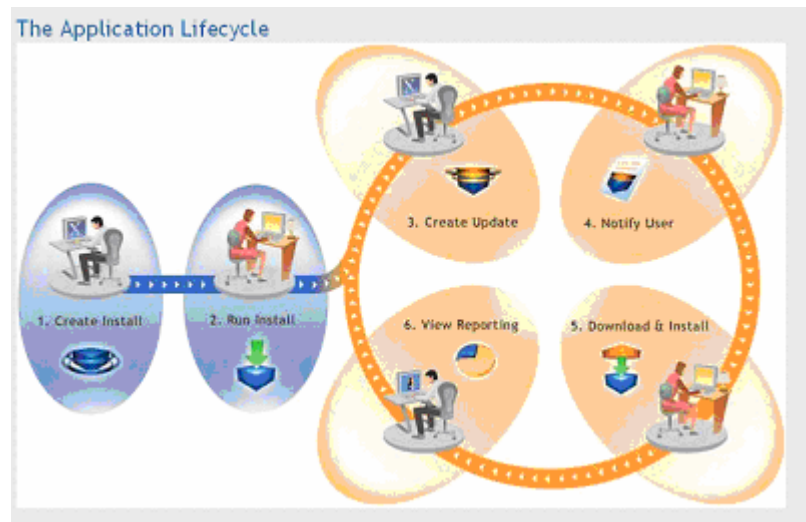 The Application Lifecycle
1. Create Install
2. Run Install
3. Create Update
4. Notify User
5. Download & Install
6. View Reporting